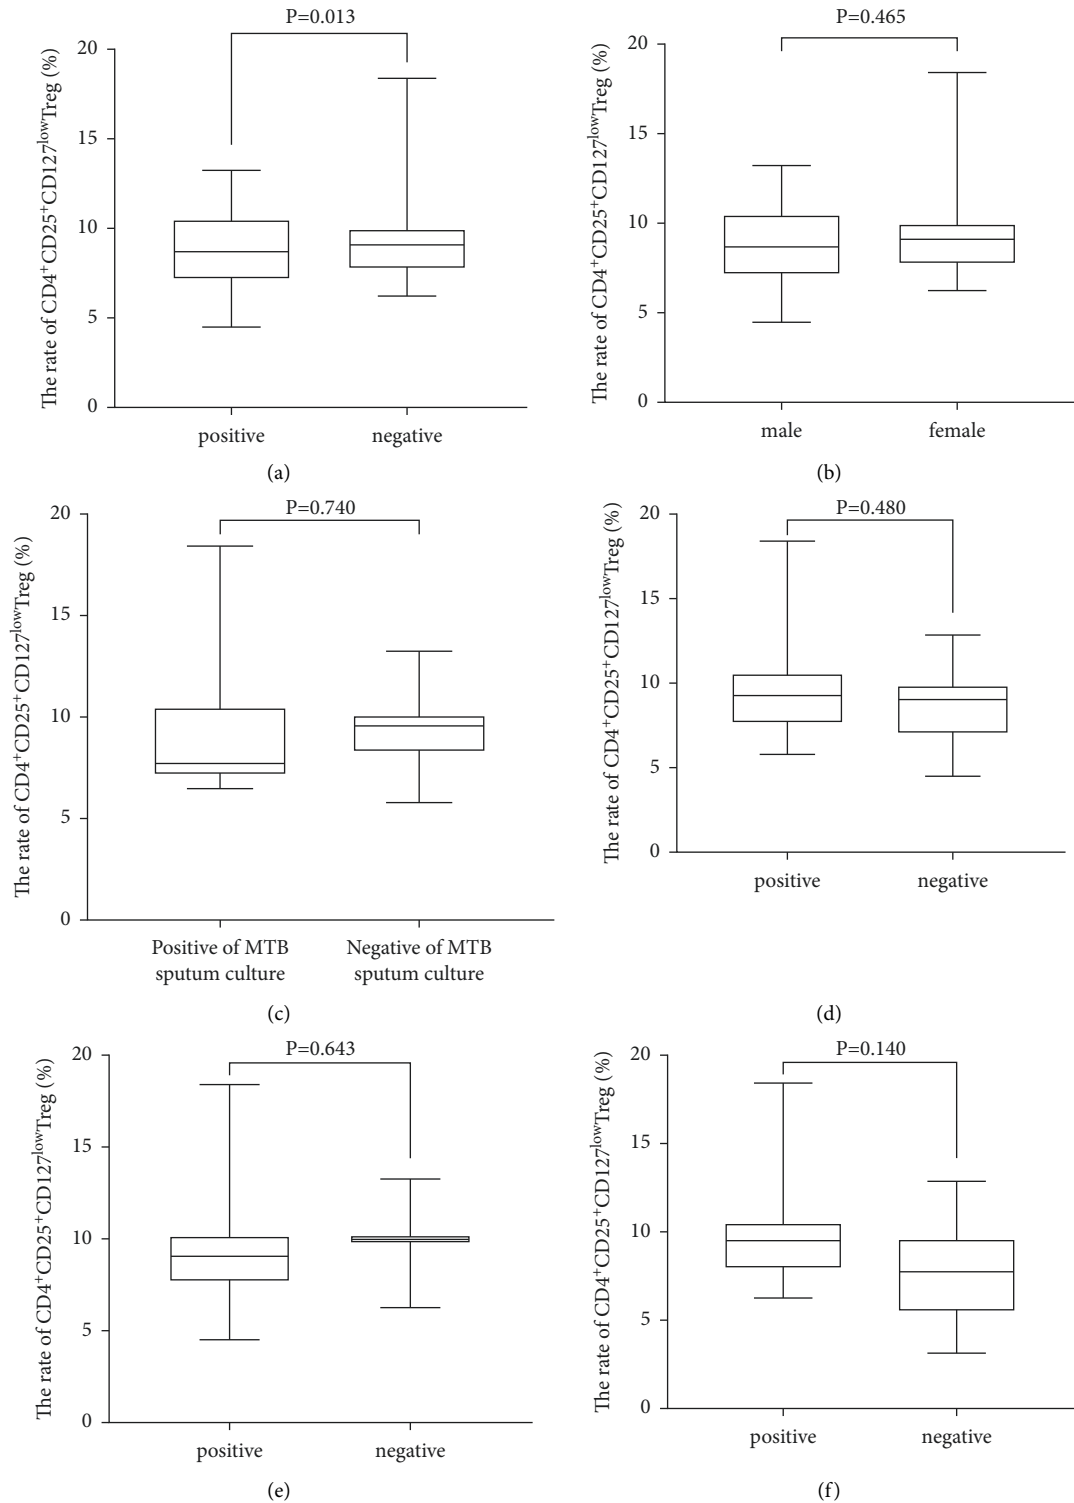 P=0.013
The rate of CD4⁺CD25⁺CD127ˡᵒʷTreg (%)
20
15
10
5
0
positive
negative
(a)
P=0.465
The rate of CD4⁺CD25⁺CD127ˡᵒʷTreg (%)
20
15
10
5
0
male
female
(b)
P=0.740
The rate of CD4⁺CD25⁺CD127ˡᵒʷTreg (%)
20
15
10
5
0
Positive of MTB
sputum culture
Negative of MTB
sputum culture
(c)
P=0.480
The rate of CD4⁺CD25⁺CD127ˡᵒʷTreg (%)
20
15
10
5
0
positive
negative
(d)
P=0.643
The rate of CD4⁺CD25⁺CD127ˡᵒʷTreg (%)
20
15
10
5
0
positive
negative
(e)
P=0.140
The rate of CD4⁺CD25⁺CD127ˡᵒʷTreg (%)
20
15
10
5
0
positive
negative
(f)